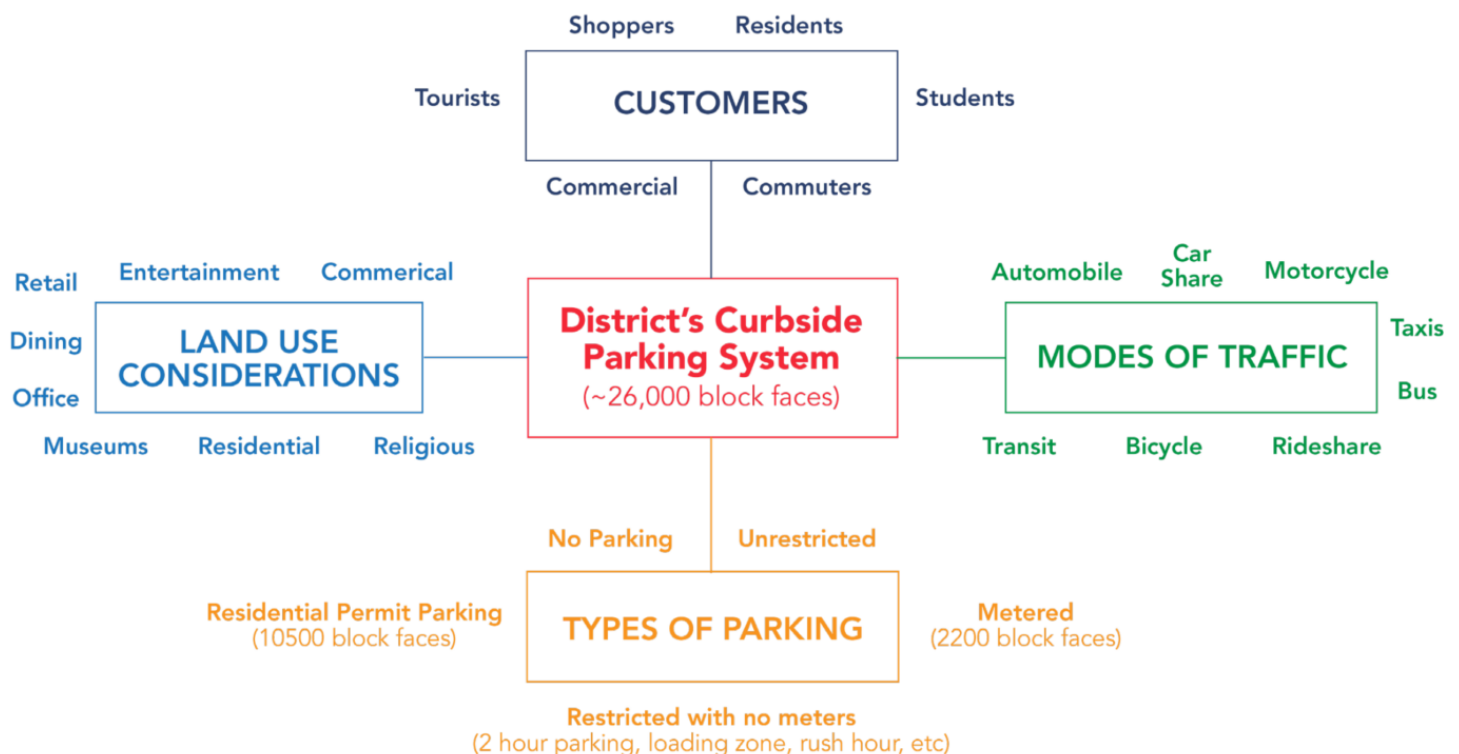 Shoppers Residents
Tourists
CUSTOMERS
Students
Commercial Commuters
Retail
Entertainment
Commerical
Dining
Office
LAND USE
CONSIDERATIONS
Museums
Residential
Religious
District's Curbside
Parking System
(~26,000 block faces)
Automobile
Car
Share
Motorcycle
Taxis
MODES OF TRAFFIC
Bus
Transit
Bicycle
Rideshare
No Parking
Unrestricted
Residential Permit Parking
(10500 block faces)
TYPES OF PARKING
Metered
(2200 block faces)
Restricted with no meters
(2 hour parking, loading zone, rush hour, etc)